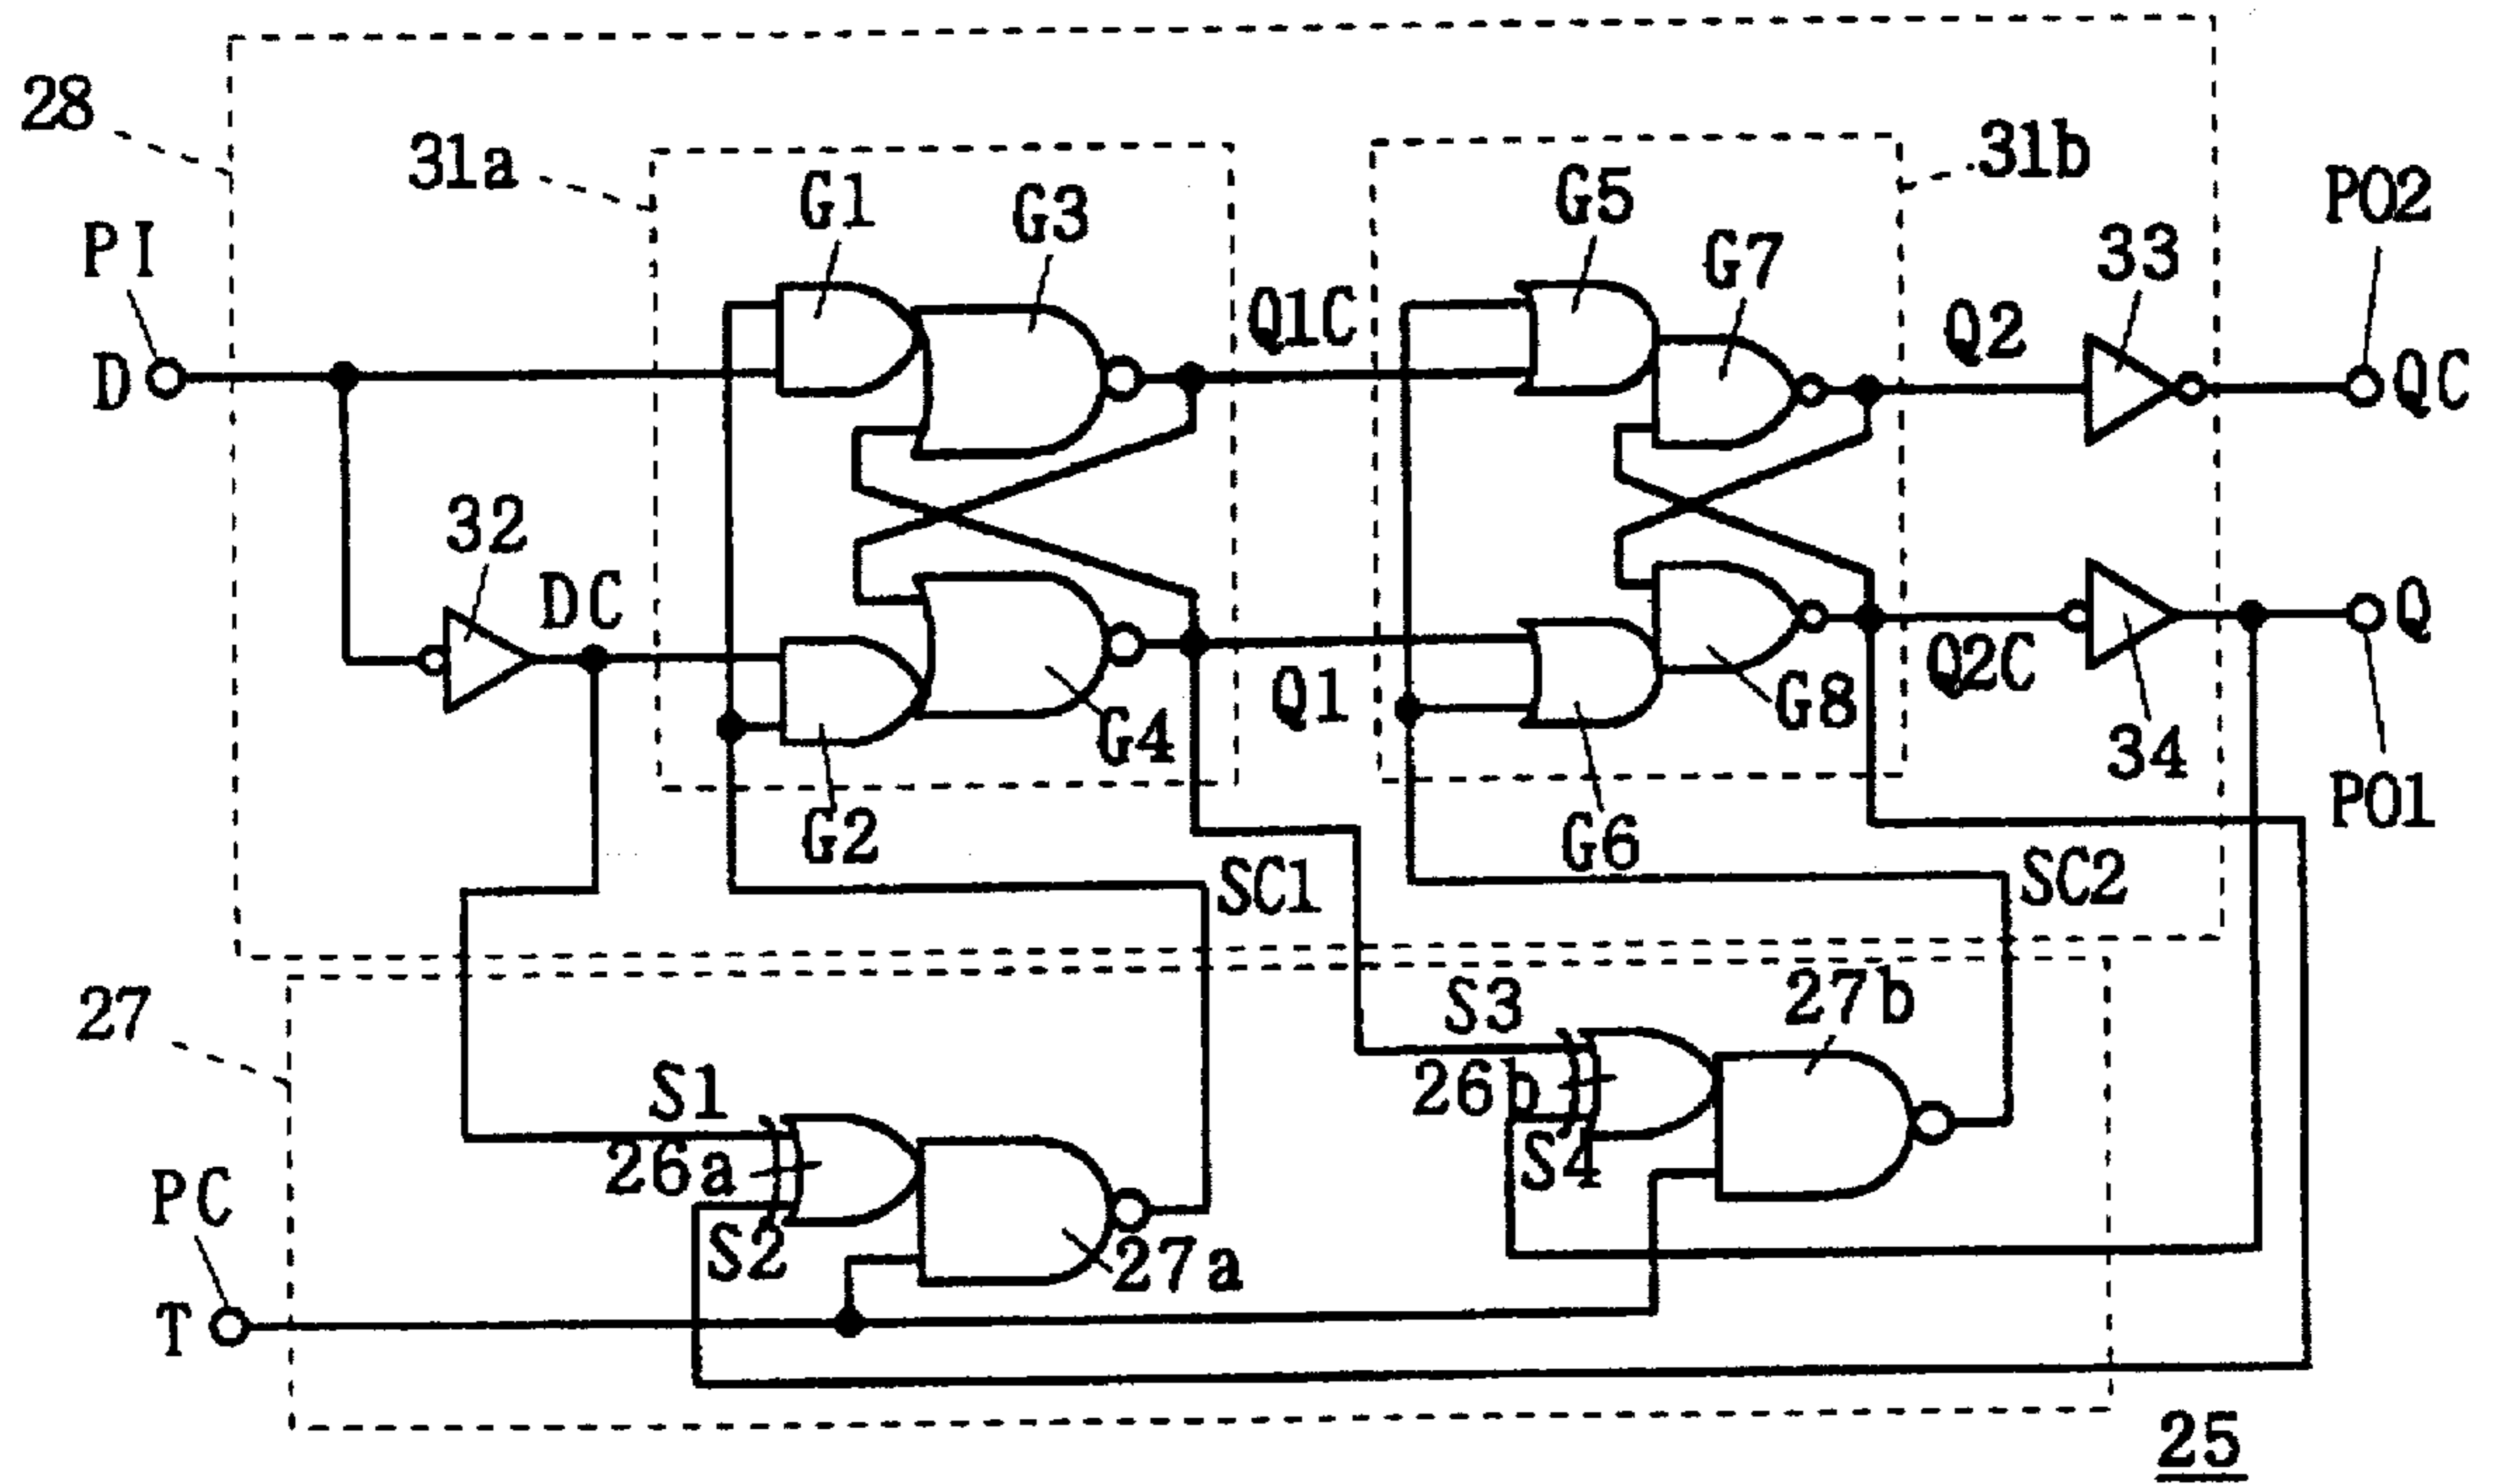 28
31a
G1
G3
G5
G7
31b
PO2
33
PI
D
Q1C
Q2
QC
32
DC
Q1
Q2C
Q
G4
G8
34
PO1
G2
G6
SC1
SC2
27
S3
27b
26b
S4
S1
26a
S2
27a
PC
T
25